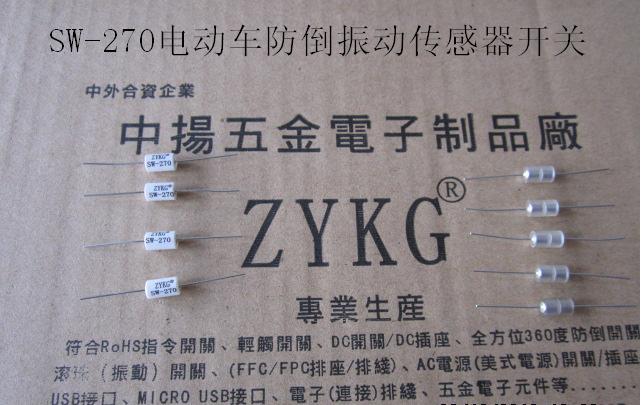 SW-270电动车防倒振动传感器开关
中外合資企業
中揚五金電子制品廠
ZYKG
SW-270
ZYKG®
SW-270
ZYKG
SW-270
ZYKG®
SW-270
ZYKG®
專業生産
符合RoHS指令開關、輕觸開關、DC開關/DC插座、全方位360度防倒開關
滚珠(振動)開關、(FFC/FPC排座/排綫)、AC電源(美式電源)開關/插座
USB接口、MICRO USB接口、電子(連接)排綫、五金電子元件等.......